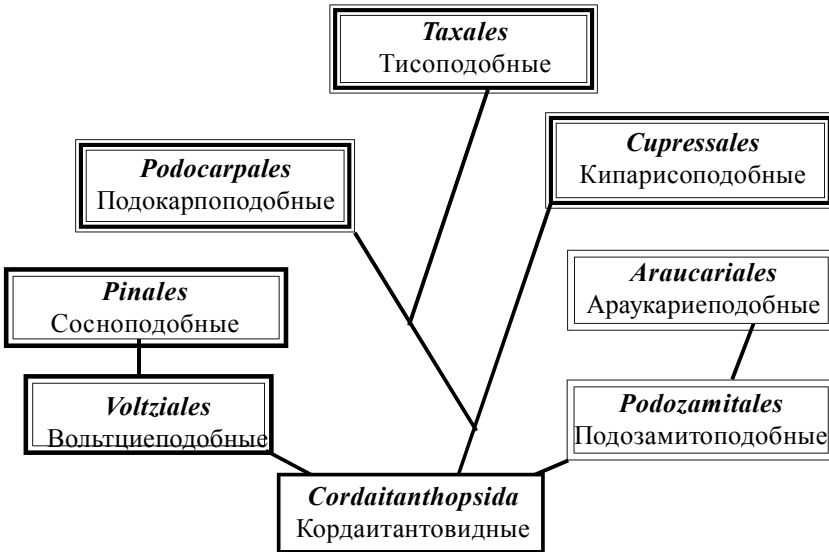 Taxales
Тисоподобные
Cupressales
Кипарисоподобные
Podocarpales
Подокарпоподобные
Araucariales
Араукариеподобные
Pinales
Сосноподобные
Voltziales
Вольтциеподобные
Podozamitales
Подозамитоподобные
Cordaitanthopsida
Кордаитантовидные